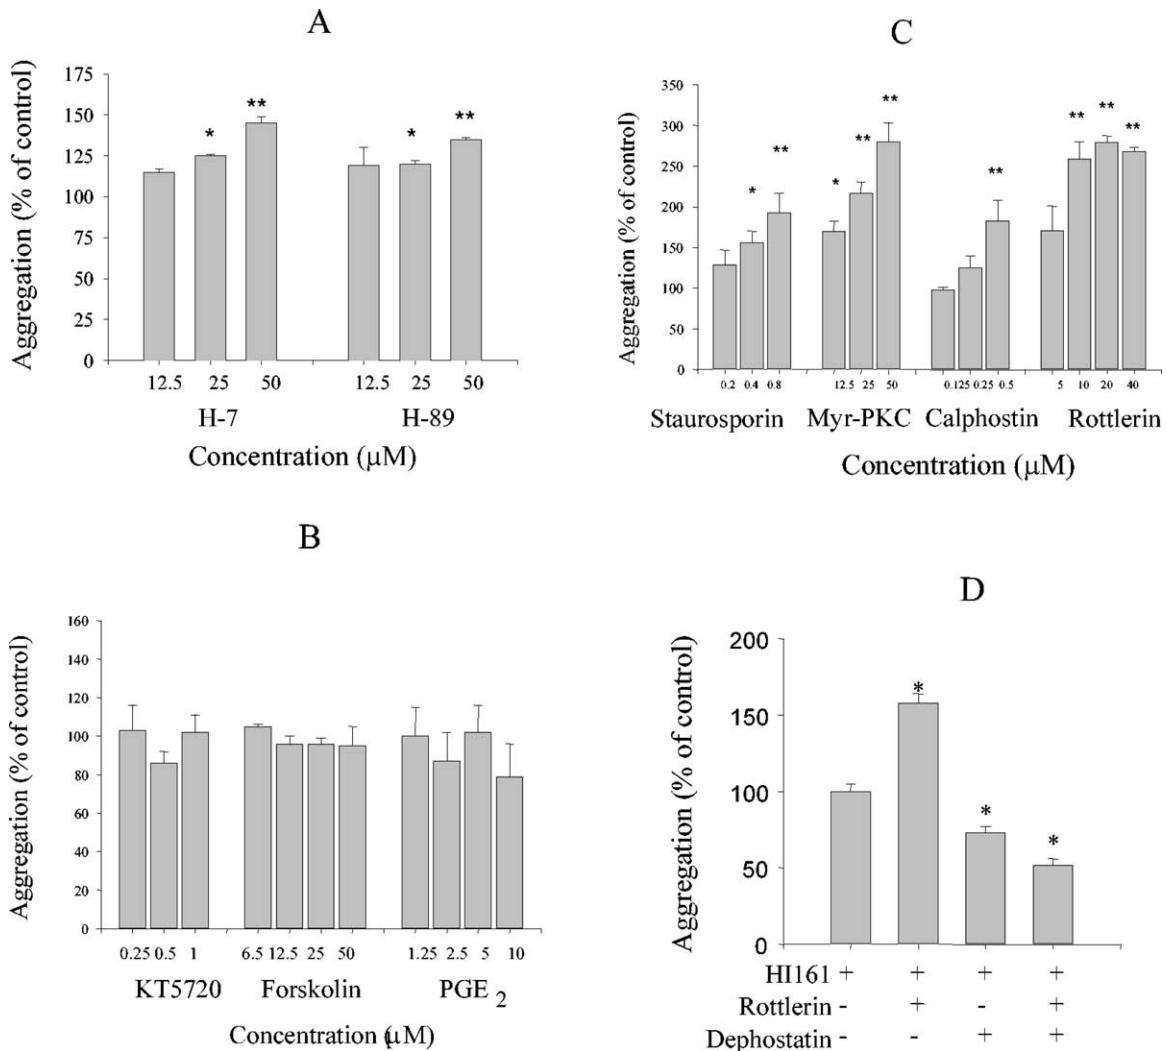 A
Aggregation (% of control)
175
150
125
100
75
50
25
0
* ** * **
12.5 25 50 12.5 25 50
H-7 H-89
Concentration (μM)
C
Aggregation (% of control)
350
300
250
200
150
100
50
0
* ** * ** ** ** ** ** **
0.2 0.4 0.8 12.5 25 50 0.125 0.25 0.5 5 10 20 40
Staurosporin Myr-PKC Calphostin Rottlerin
Concentration (μM)
B
Aggregation (% of control)
160
140
120
100
80
60
40
20
0
0.25 0.5 1 6.5 12.5 25 50 1.25 2.5 5 10
KT5720 Forskolin PGE 2
Concentration (μM)
D
Aggregation (% of control)
200
150
100
50
0
* * *
HI161 + + + +
Rottlerin - + - +
Dephostatin - - + +